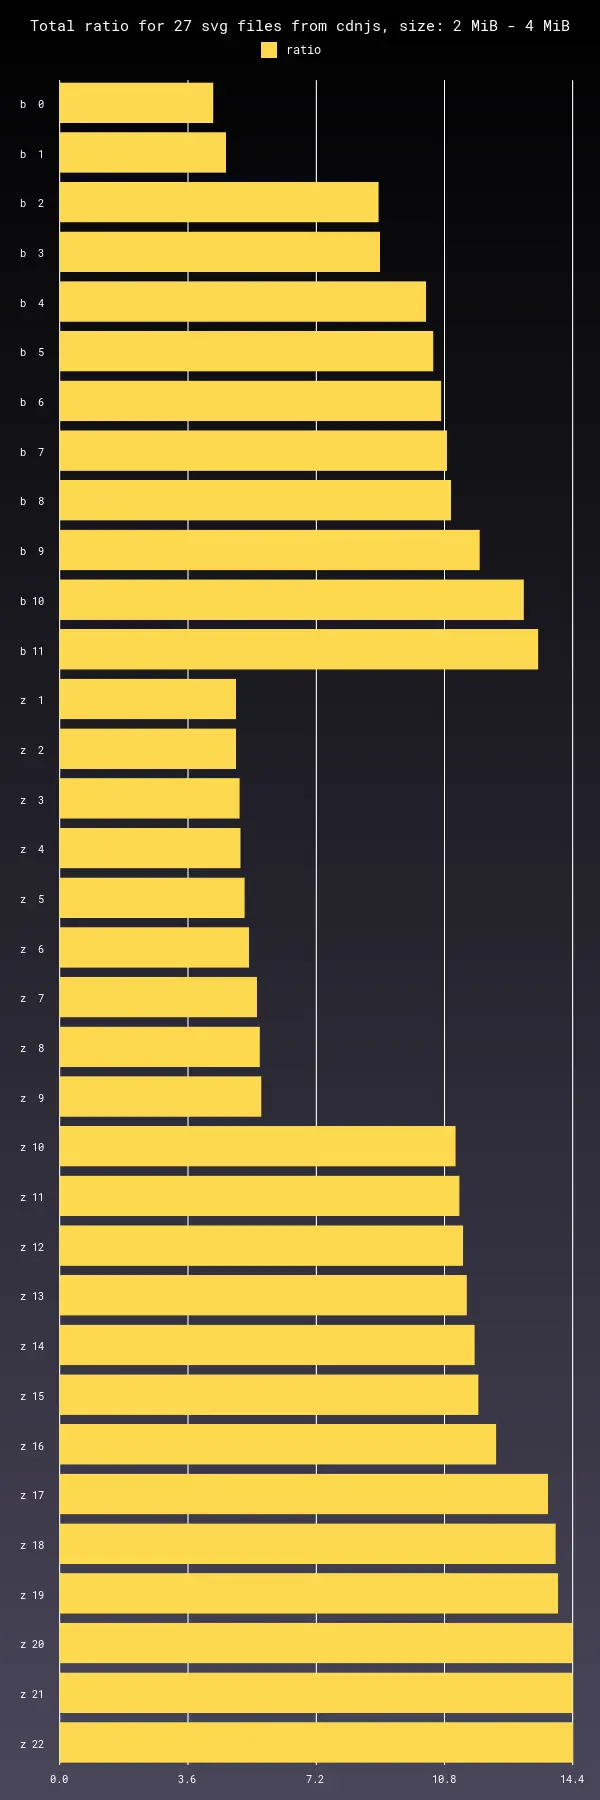 Total ratio for 27 svg files from cdnjs, size: 2 MiB - 4 MiB
ratio
b 0
b 1
b 2
b 3
b 4
b 5
b 6
b 7
b 8
b 9
b 10
b 11
z 1
z 2
z 3
z 4
z 5
z 6
z 7
z 8
z 9
z 10
z 11
z 12
z 13
z 14
z 15
z 16
z 17
z 18
z 19
z 20
z 21
z 22
0.0 3.6 7.2 10.8 14.4